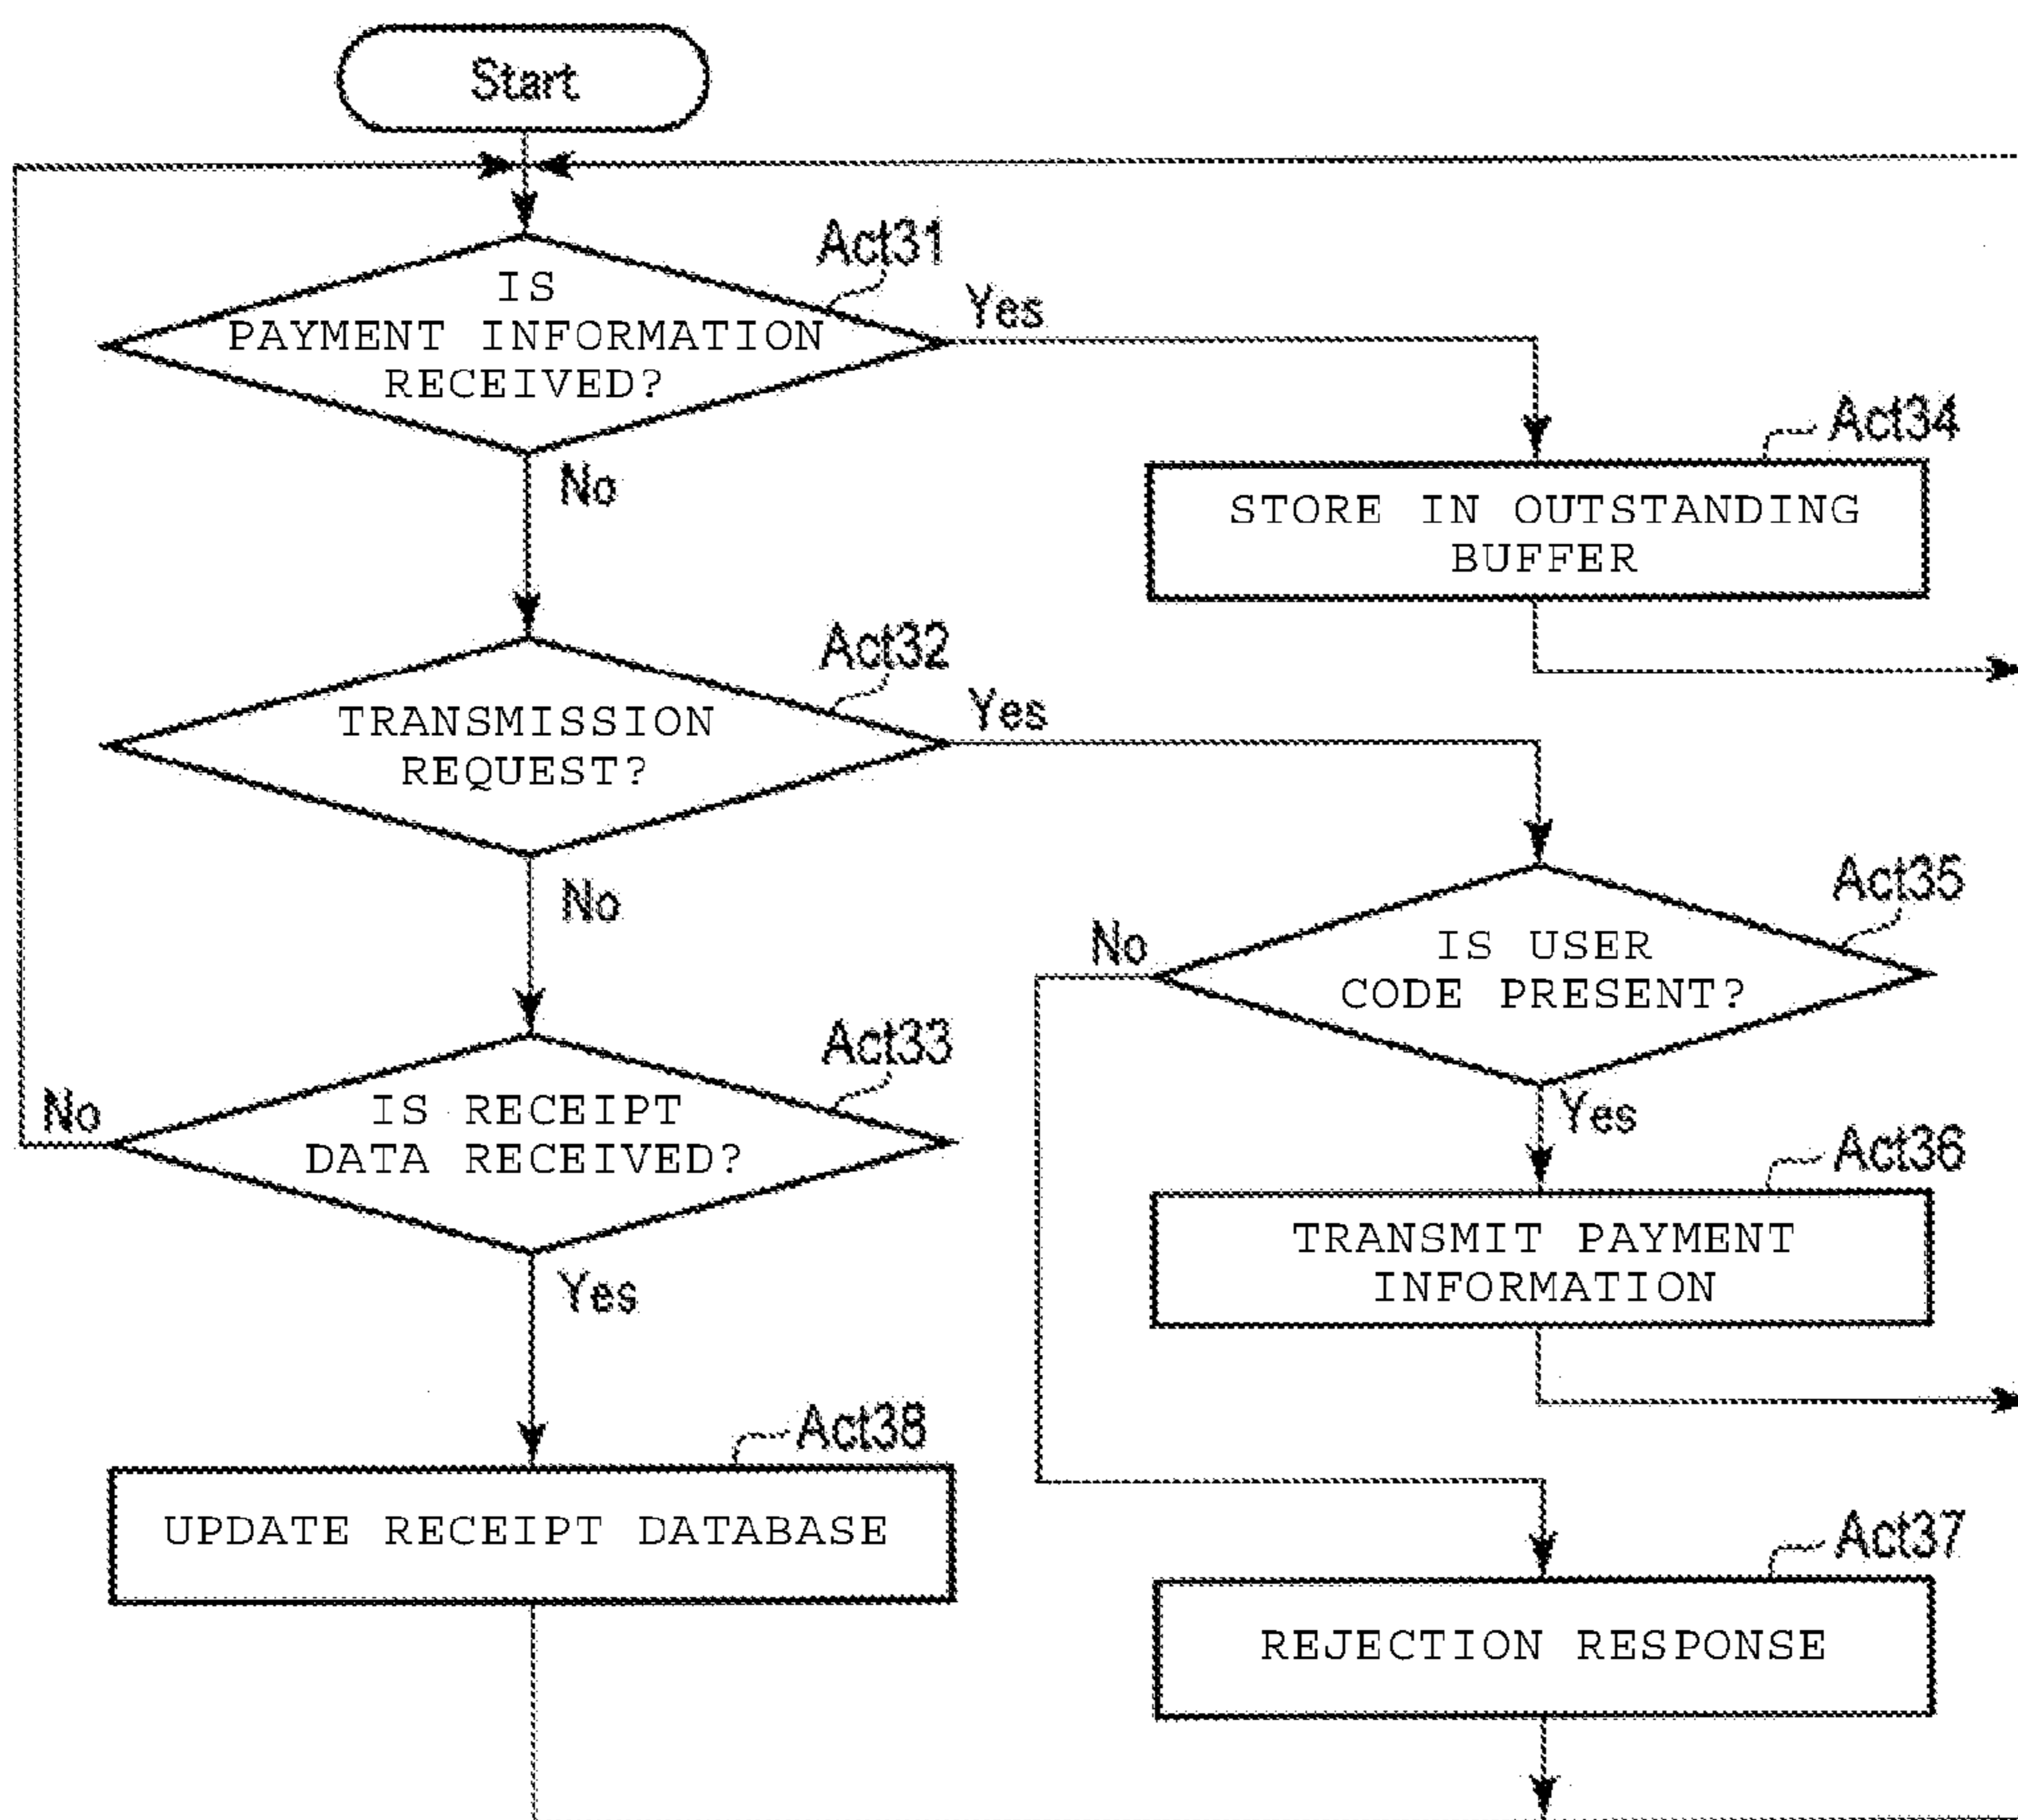 Start
Act31
IS
PAYMENT INFORMATION
RECEIVED?
Yes
No
Act34
STORE IN OUTSTANDING
BUFFER
Act32
TRANSMISSION
REQUEST?
Yes
No
Act35
IS USER
CODE PRESENT?
No
Yes
Act33
IS RECEIPT
DATA RECEIVED?
No
Yes
Act36
TRANSMIT PAYMENT
INFORMATION
Act38
UPDATE RECEIPT DATABASE
Act37
REJECTION RESPONSE